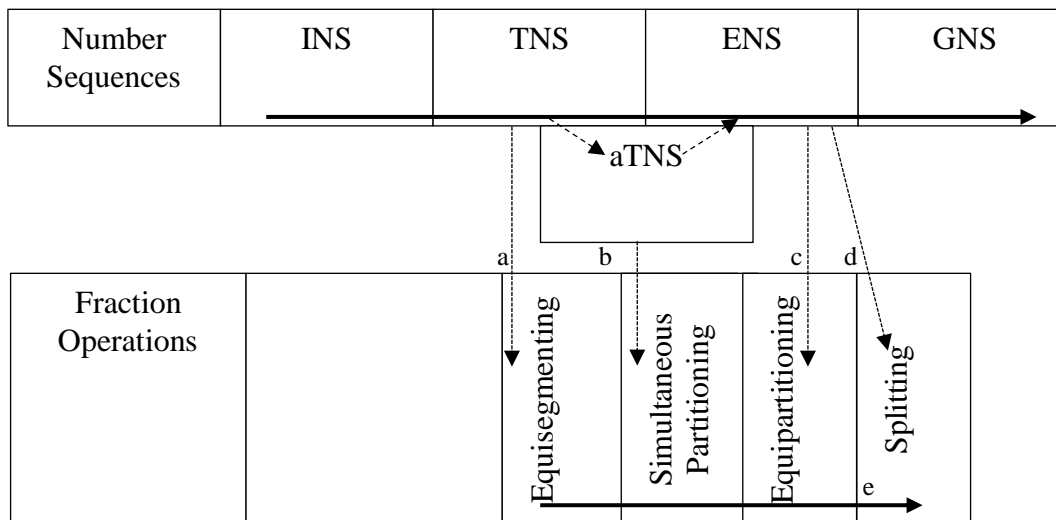 Number
Sequences
INS
TNS
ENS
GNS
aTNS
a
b
c
d
Fraction
Operations
Equisegmenting
Simultaneous
Partitioning
Equipartitioning
Splitting
e